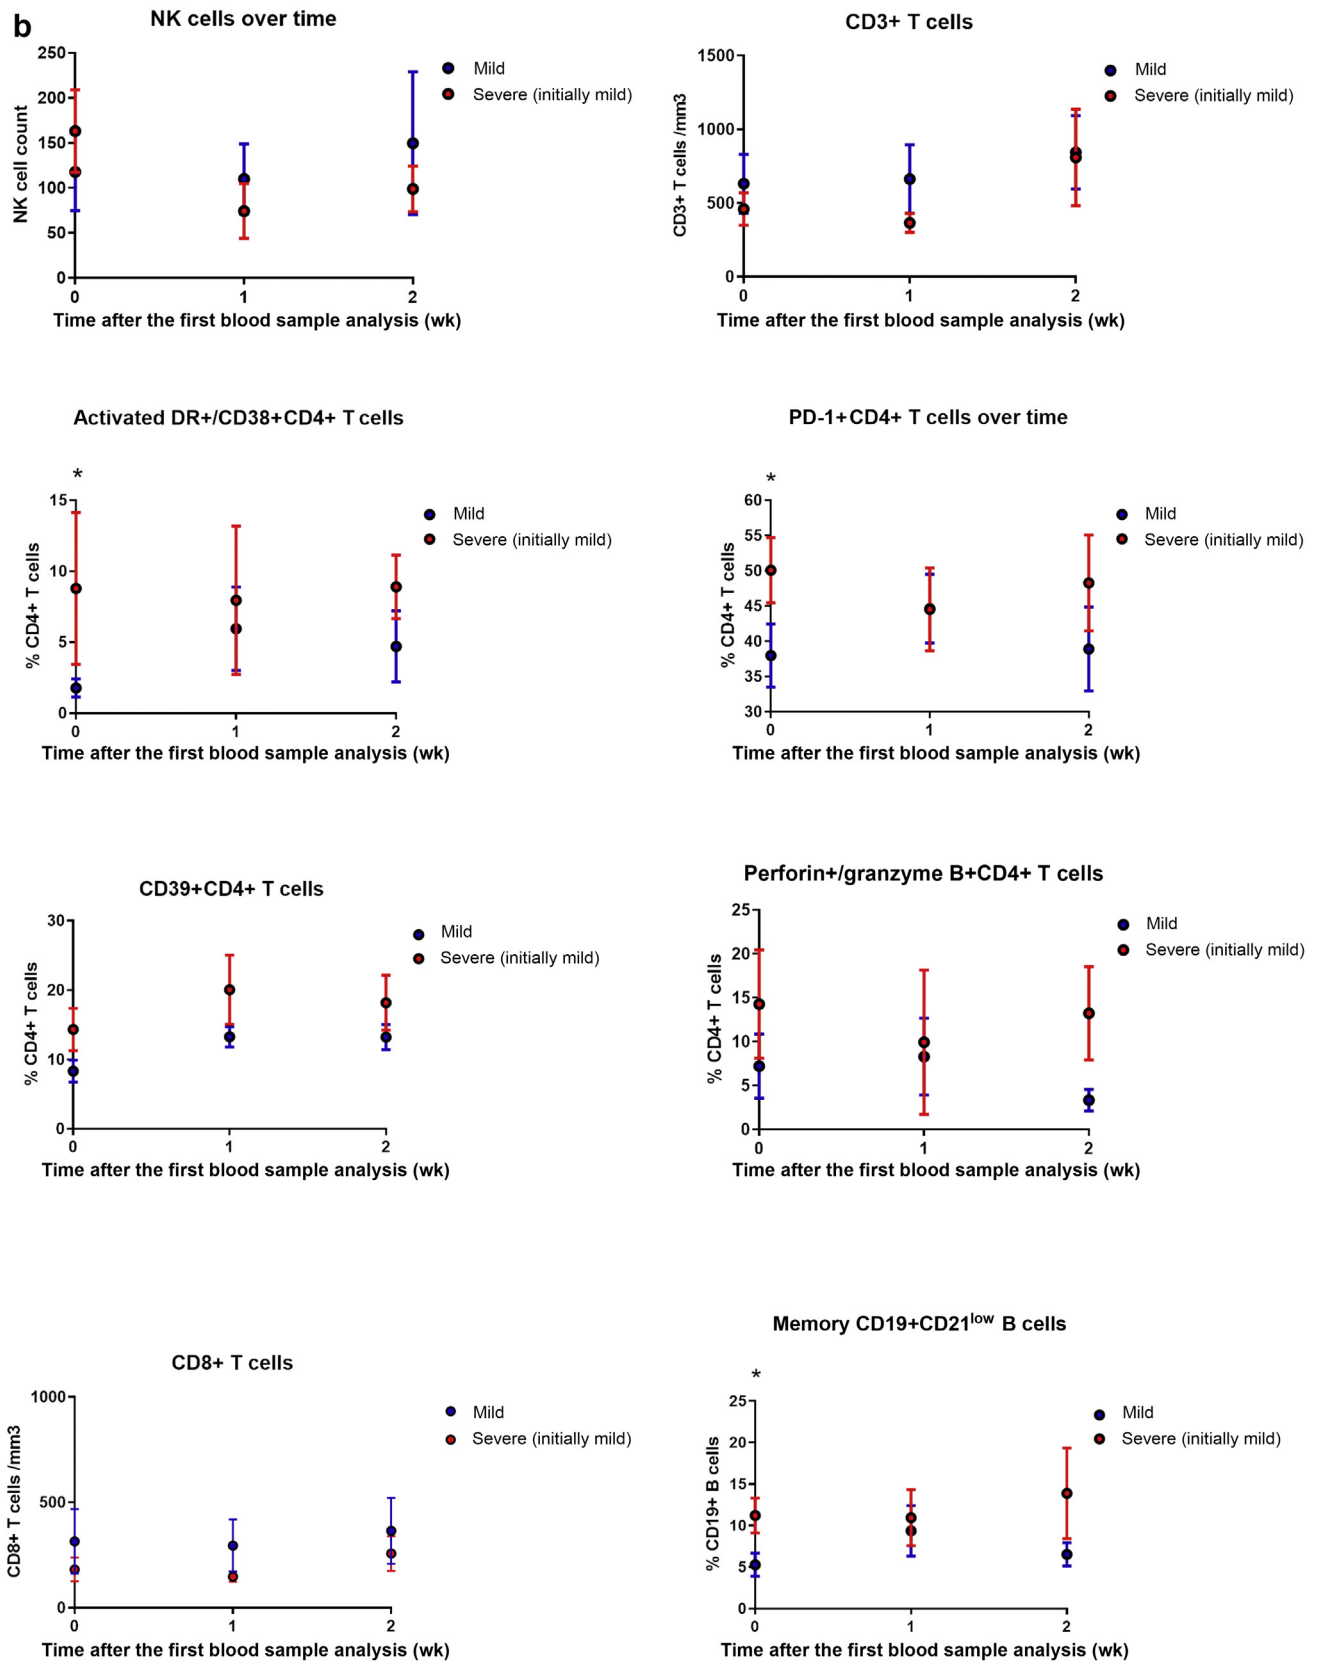 b
NK cells over time
NK cell count
250
200
150
100
50
0
0 1 2
Time after the first blood sample analysis (wk)
Mild
Severe (initially mild)
CD3+ T cells
CD3+ T cells /mm3
1500
1000
500
0
0 1 2
Time after the first blood sample analysis (wk)
Mild
Severe (initially mild)
Activated DR+/CD38+CD4+ T cells
*
% CD4+ T cells
15
10
5
0
0 1 2
Time after the first blood sample analysis (wk)
Mild
Severe (initially mild)
PD-1+CD4+ T cells over time
*
% CD4+ T cells
60
55
50
45
40
35
30
0 1 2
Time after the first blood sample analysis (wk)
Mild
Severe (initially mild)
CD39+CD4+ T cells
% CD4+ T cells
30
20
10
0
0 1 2
Time after the first blood sample analysis (wk)
Mild
Severe (initially mild)
Perforin+/granzyme B+CD4+ T cells
% CD4+ T cells
25
20
15
10
5
0
0 1 2
Time after the first blood sample analysis (wk)
Mild
Severe (initially mild)
CD8+ T cells
CD8+ T cells /mm3
1000
500
0
0 1 2
Time after the first blood sample analysis (wk)
Mild
Severe (initially mild)
Memory CD19+CD21low B cells
*
% CD19+ B cells
25
20
15
10
5
0
0 1 2
Time after the first blood sample analysis (wk)
Mild
Severe (initially mild)